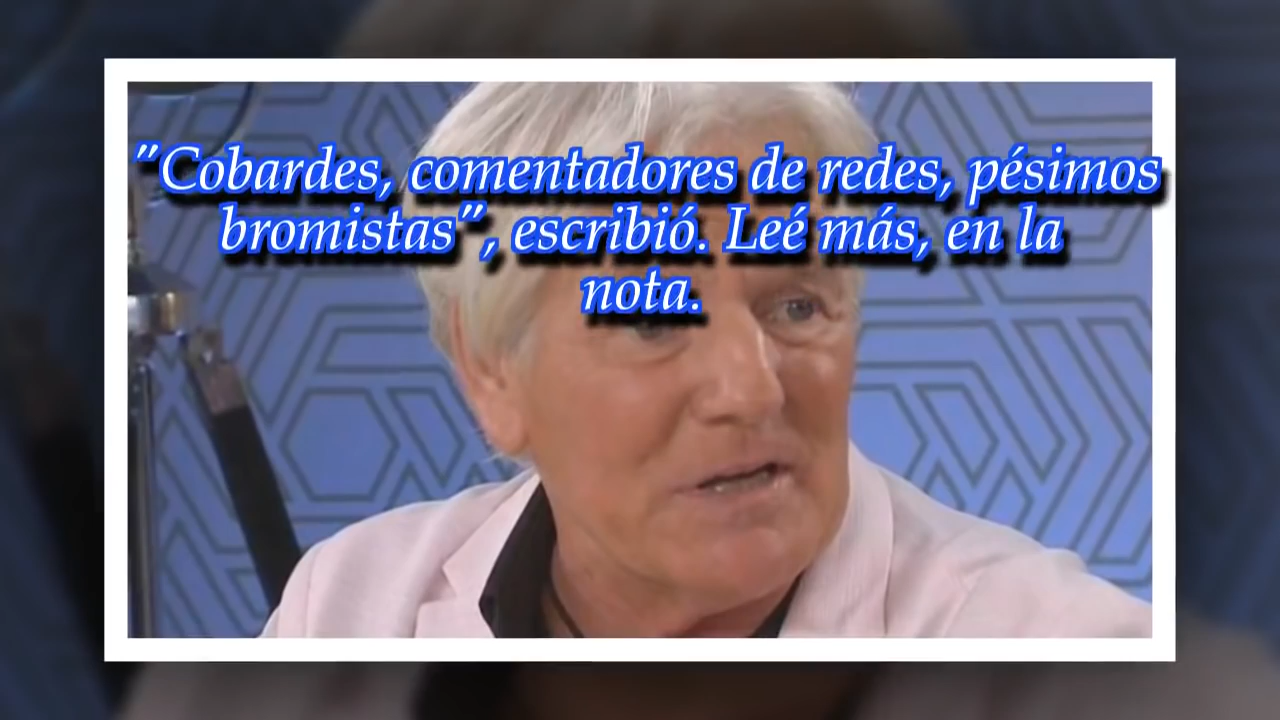 "Cobardes, comentadores de redes, pésimos
bromistas", escribió. Leé más, en la
nota.